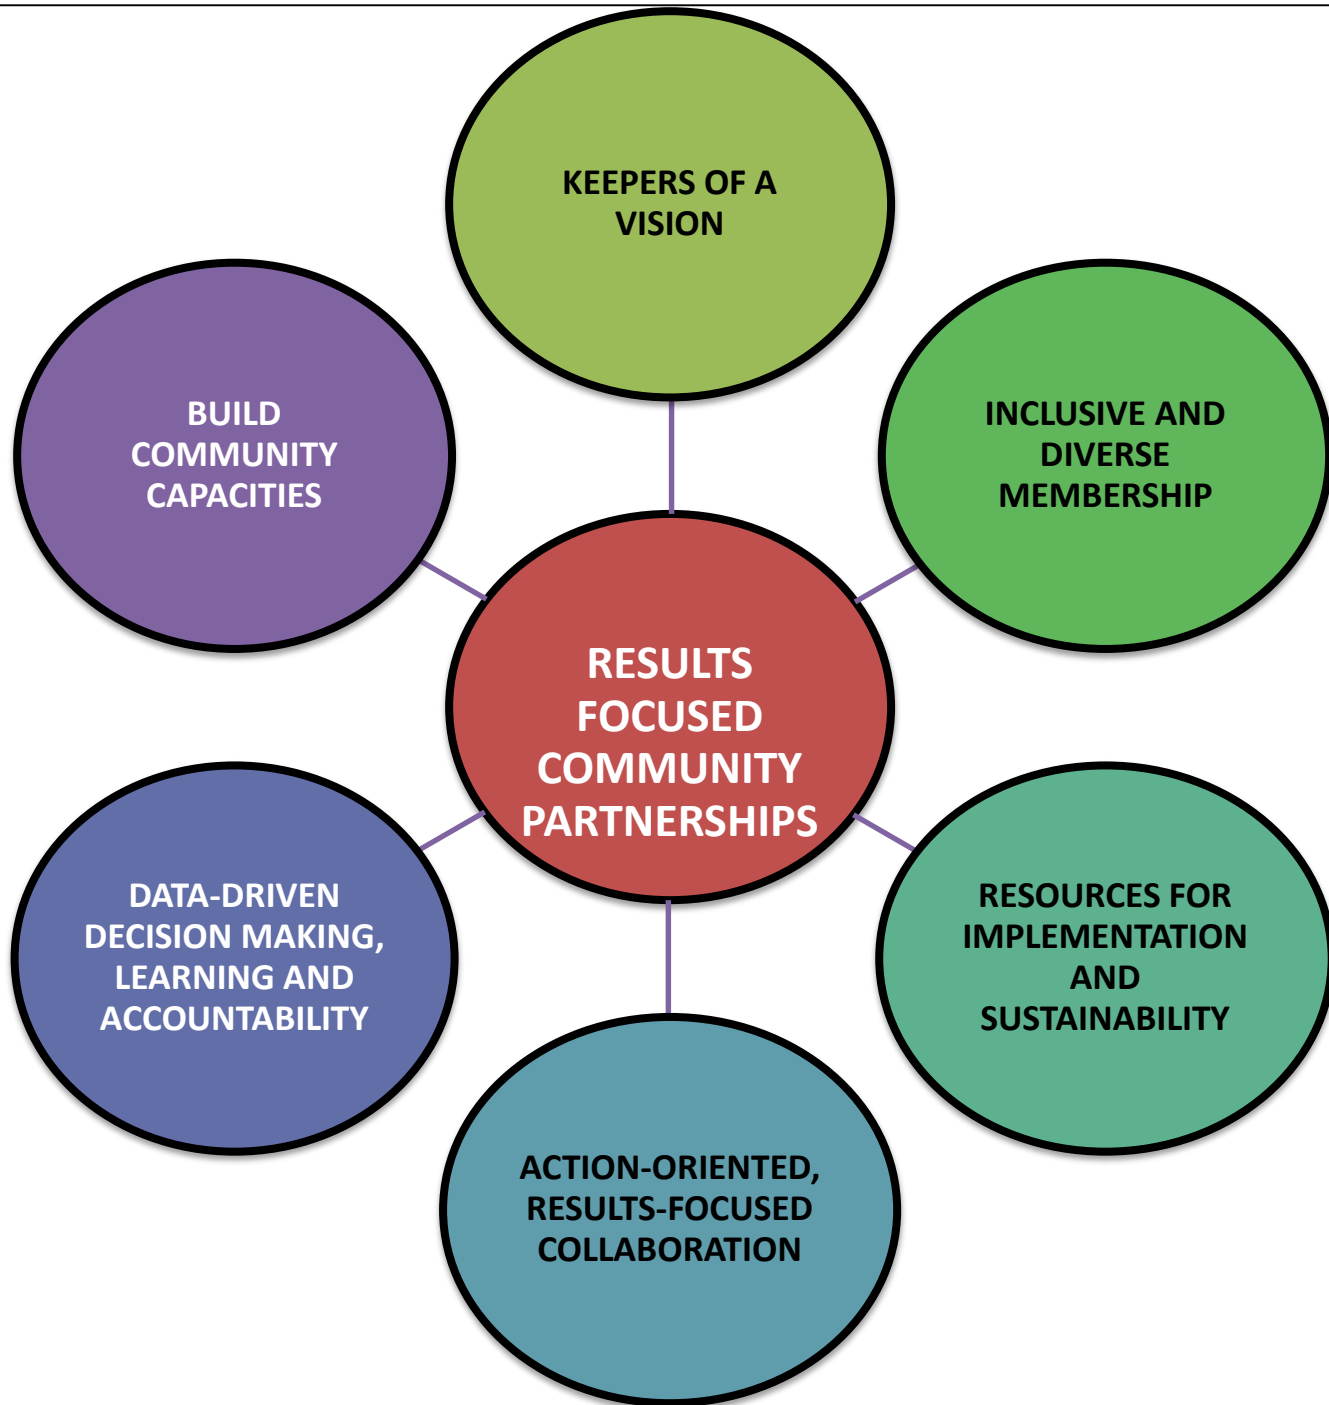 KEEPERS OF A
VISION
BUILD
COMMUNITY
CAPACITIES
INCLUSIVE AND
DIVERSE
MEMBERSHIP
RESULTS
FOCUSED
COMMUNITY
PARTNERSHIPS
DATA-DRIVEN
DECISION MAKING,
LEARNING AND
ACCOUNTABILITY
RESOURCES FOR
IMPLEMENTATION
AND
SUSTAINABILITY
ACTION-ORIENTED,
RESULTS-FOCUSED
COLLABORATION